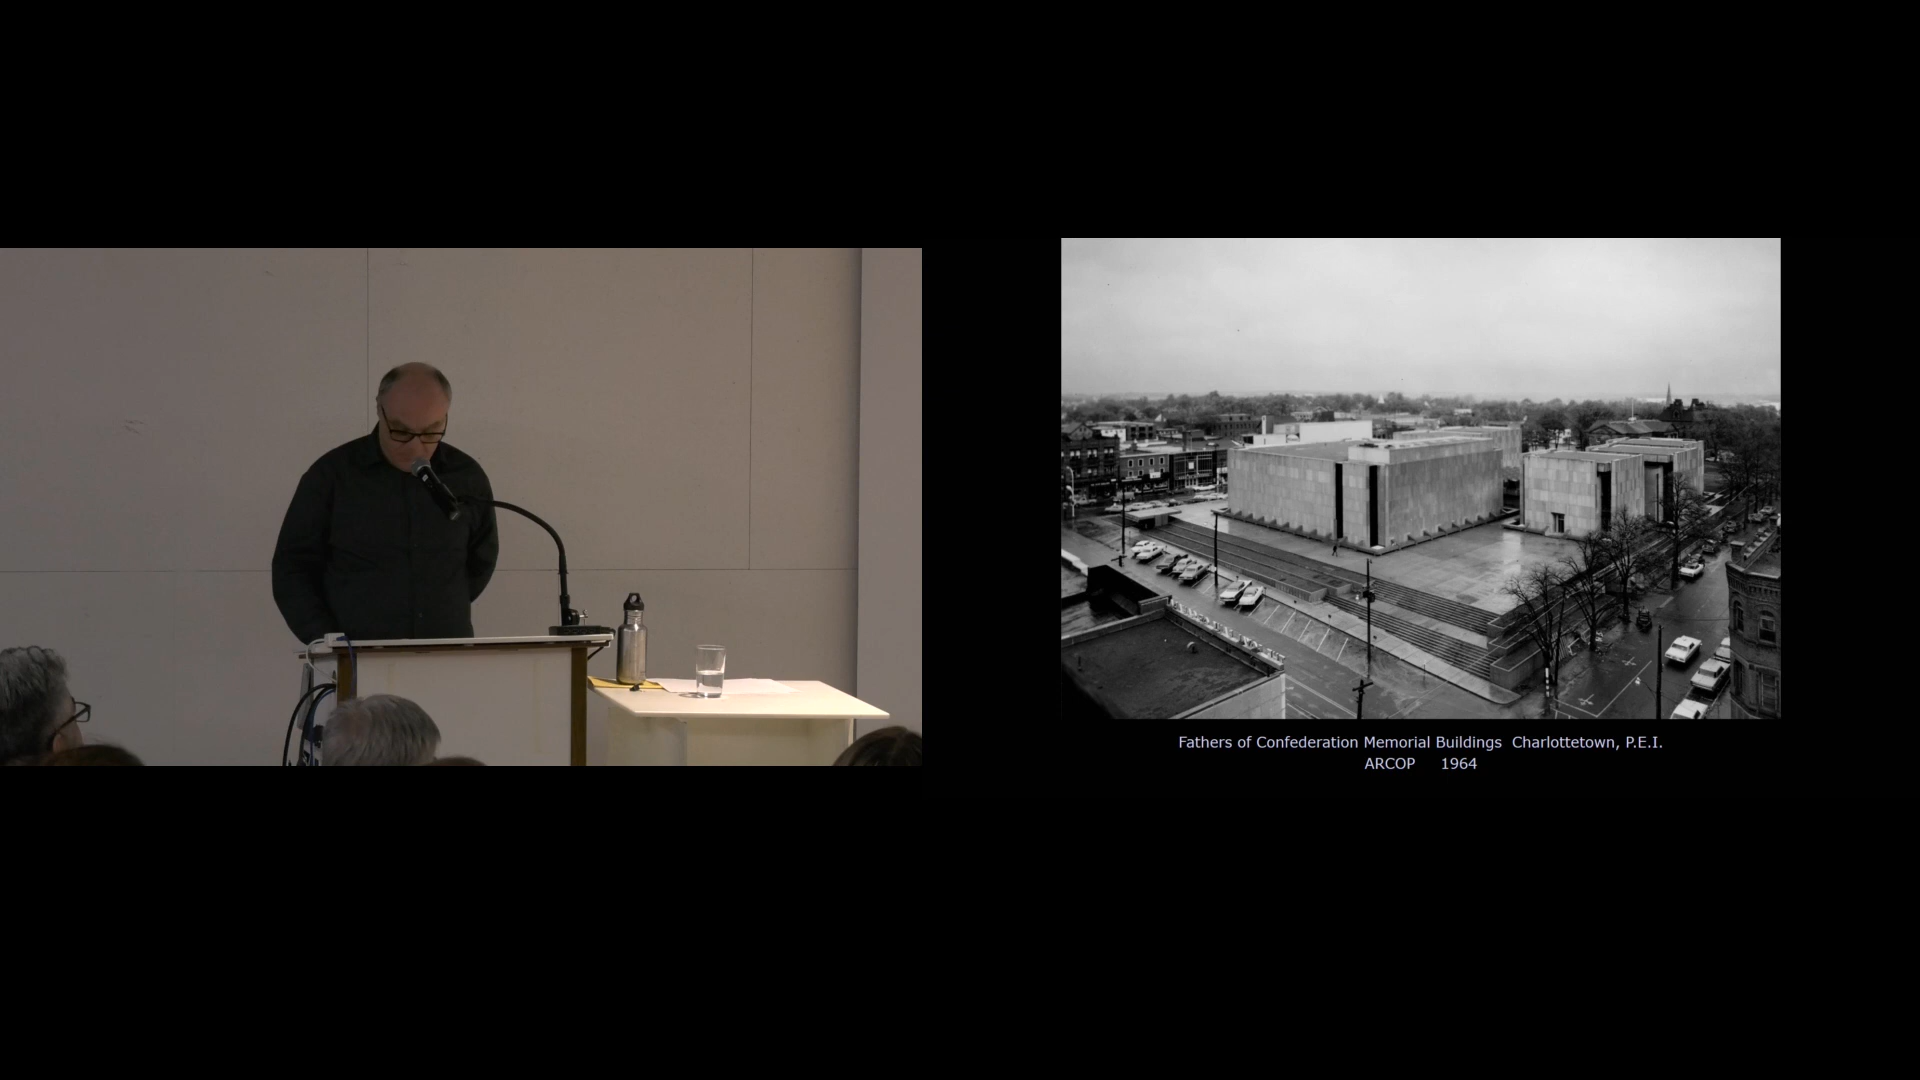 Fathers of Confederation Memorial Buildings  Charlottetown, P.E.I.
ARCOP  1964